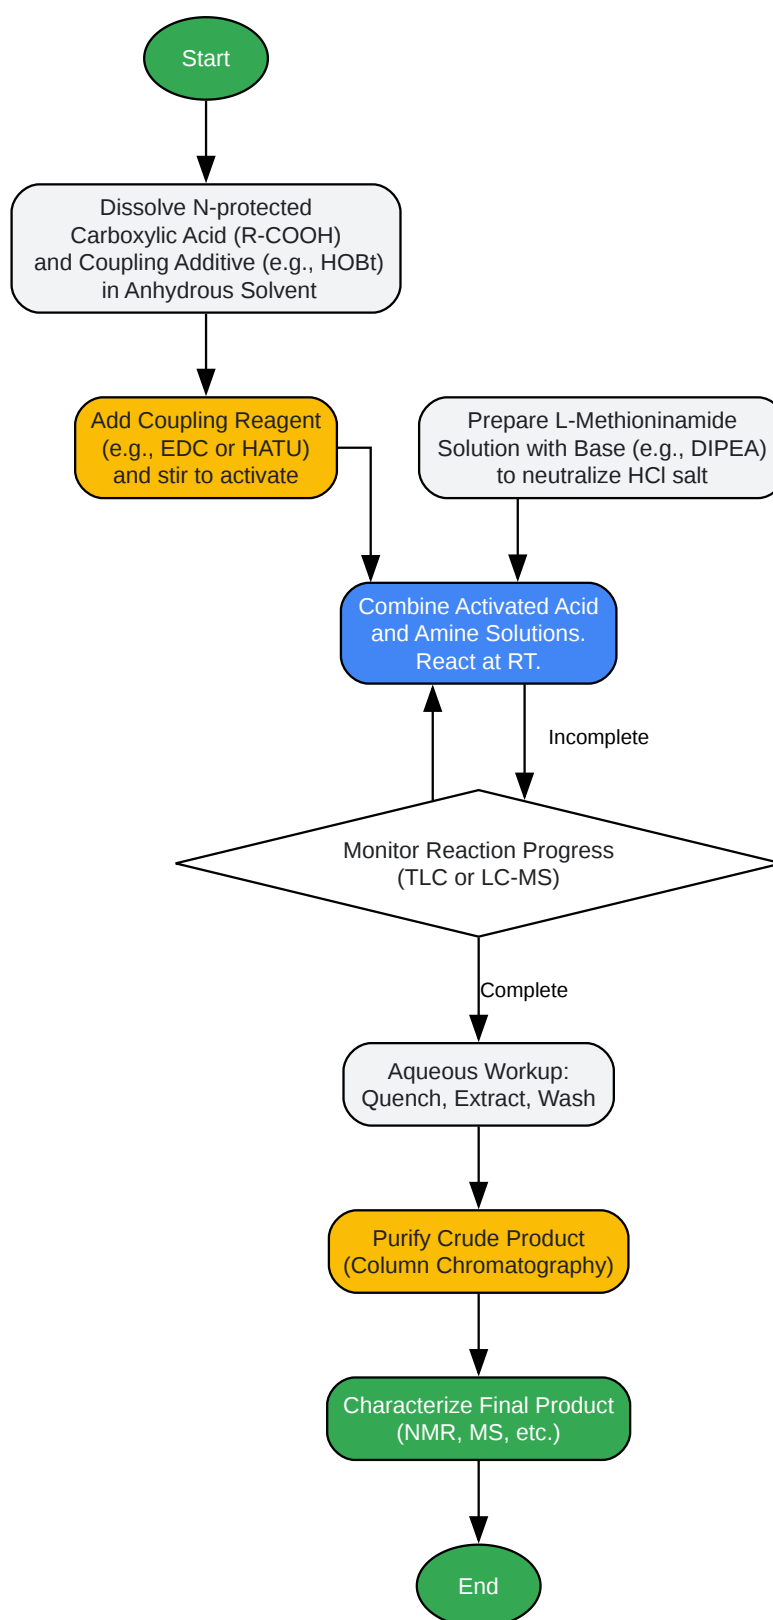 Start
Dissolve N-protected
Carboxylic Acid (R-COOH)
and Coupling Additive (e.g., HOBt)
in Anhydrous Solvent
Add Coupling Reagent
(e.g., EDC or HATU)
and stir to activate
Prepare L-Methioninamide
Solution with Base (e.g., DIPEA)
to neutralize HCl salt
Combine Activated Acid
and Amine Solutions.
React at RT.
Incomplete
Monitor Reaction Progress
(TLC or LC-MS)
Complete
Aqueous Workup:
Quench, Extract, Wash
Purify Crude Product
(Column Chromatography)
Characterize Final Product
(NMR, MS, etc.)
End